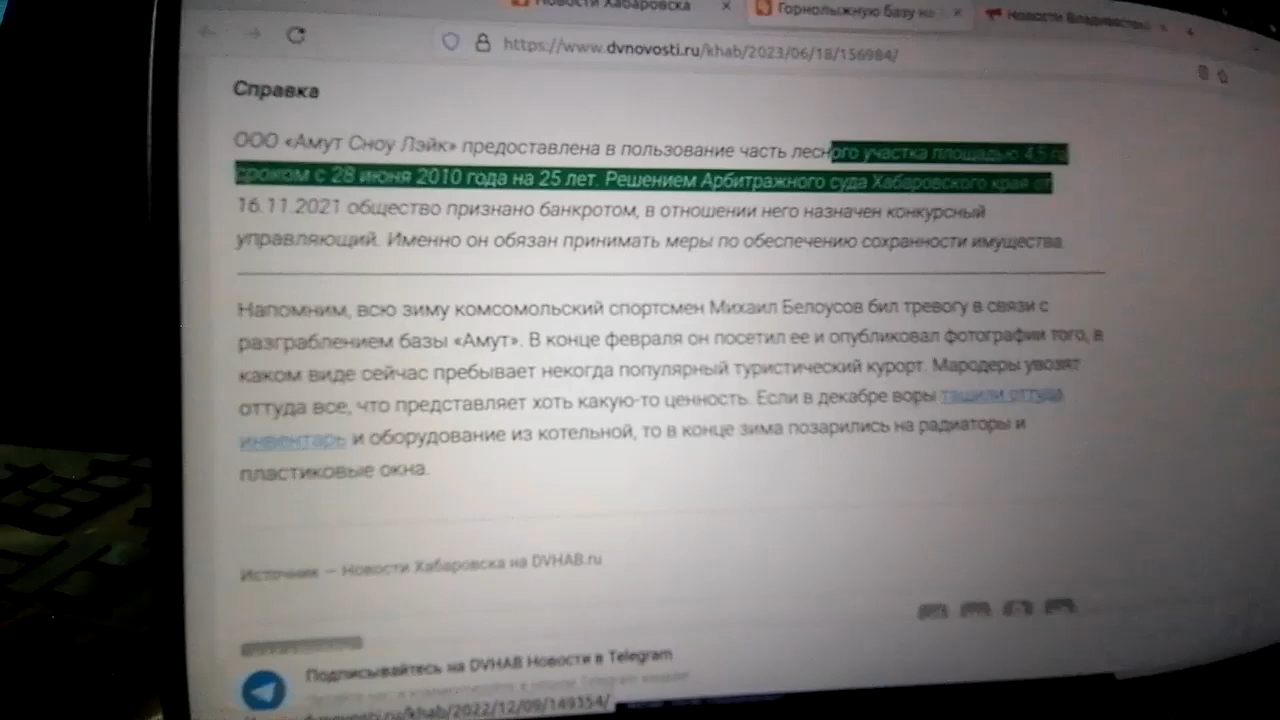 Новости Хабаровска
Горнолыжную базу
Новости Владивосто
https://www.dvnovosti.ru/khab/2023/06/18/156984/
Справка
ООО «Амут Сноу Лэйк» предоставлена в пользование часть лесного участка площадью 4,5 га
сроком с 28 июня 2010 года на 25 лет. Решением Арбитражного суда Хабаровского края от
16.11.2021 общество признано банкротом, в отношении него назначен конкурсный
управляющий. Именно он обязан принимать меры по обеспечению сохранности имущества.
Напомним, всю зиму комсомольский спортсмен Михаил Белоусов бил тревогу в связи с
разграблением базы «Амут». В конце февраля он посетил ее и опубликовал фотографии того, в
каком виде сейчас пребывает некогда популярный туристический курорт. Мародеры увозят
оттуда все, что представляет хоть какую-то ценность. Если в декабре воры тащили оттуда
инвентарь и оборудование из котельной, то в конце зима позарились на радиаторы и
пластиковые окна.
Источник — Новости Хабаровска на DVHAB.ru
Подписывайтесь на DVHAB Новости в Telegram
dvnovosti.ru/khab/2022/12/09/149354/